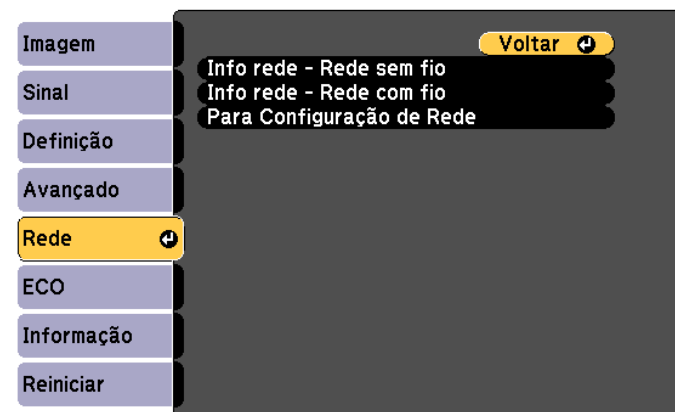 Imagem
Sinal
Definição
Avançado
Rede
ECO
Informação
Reiniciar
Voltar
Info rede - Rede sem fio
Info rede - Rede com fio
Para Configuração de Rede